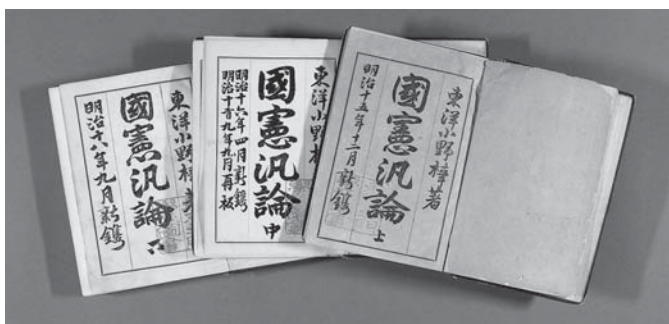 東洋小野梓著
國憲汎論 上
明治十五年十二月新鐫
東洋小野梓
國憲汎論 中
明治十六年四月新鐫
明治十有九年九月再板
東洋小野梓
國憲汎論 下
明治十八年九月新鐫